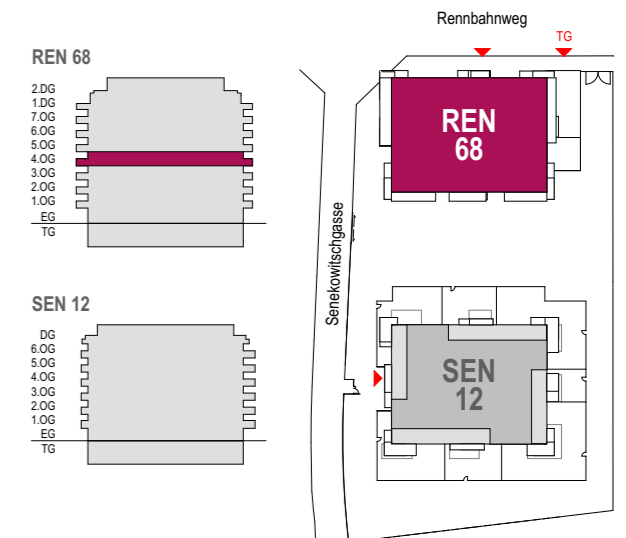 Rennbahnweg
TG
REN 68
2.DG
1.DG
7.OG
6.OG
5.OG
4.OG
3.OG
2.OG
1.OG
EG
TG
REN
68
Senekowitschgasse
SEN 12
DG
6.OG
5.OG
4.OG
3.OG
2.OG
1.OG
EG
TG
SEN
12